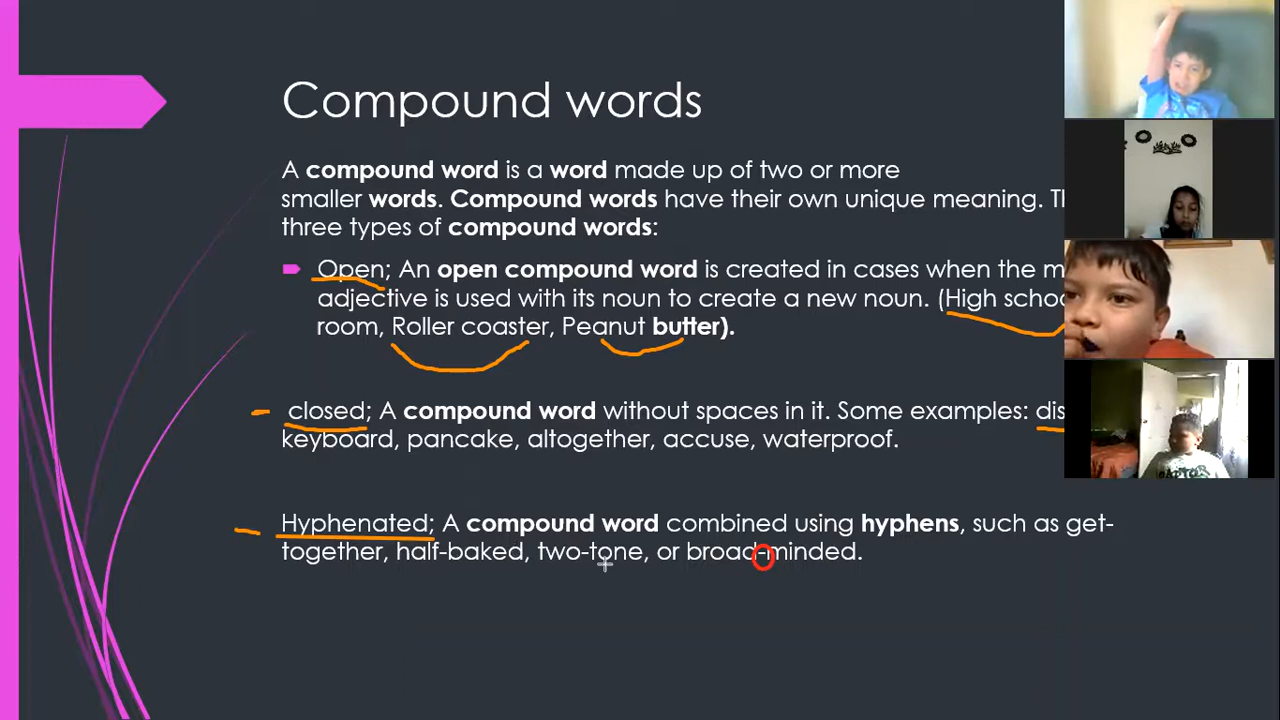 Compound words
A compound word is a word made up of two or more
smaller words. Compound words have their own unique meaning.
three types of compound words:
Open; An open compound word is created in cases when the
adjective is used with its noun to create a new noun. (High
room, Roller coaster, Peanut butter).
closed; A compound word without spaces in it. Some examples:
keyboard, pancake, altogether, accuse, waterproof.
Hyphenated; A compound word combined using hyphens, such as get-
together, half-baked, two-tone, or broad-minded.